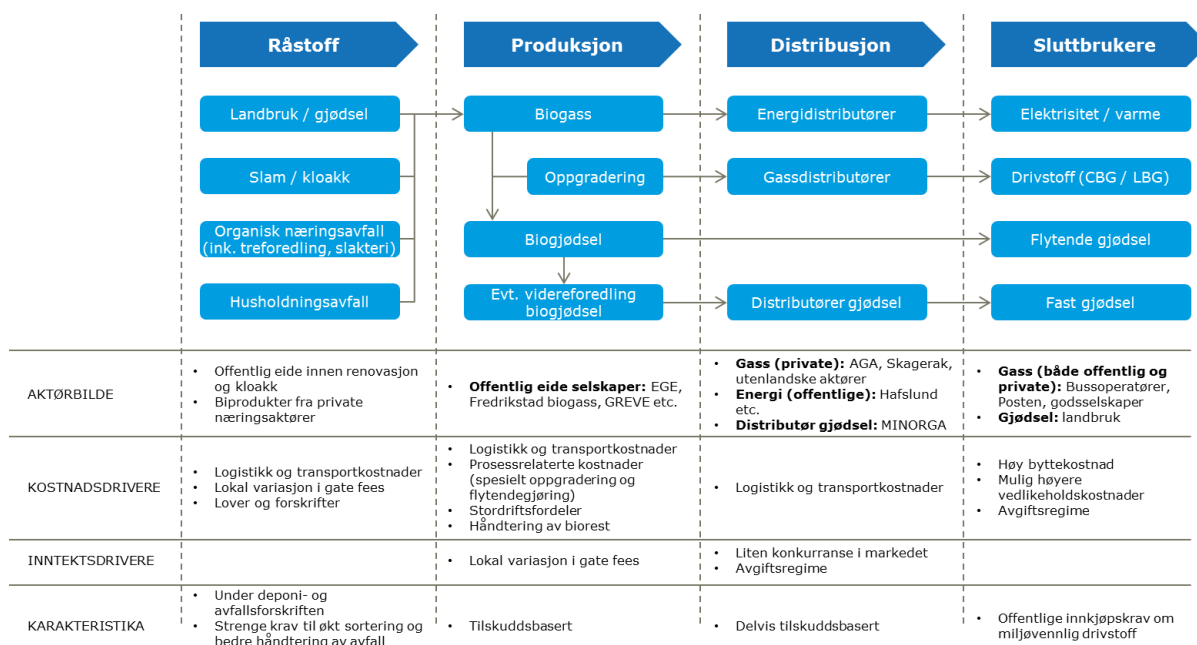 Råstoff
Produksjon
Distribusjon
Sluttbrukere
Landbruk / gjødsel
Biogass
Energidistributører
Elektrisitet / varme
Slam / kloakk
Oppgradering
Gassdistributører
Drivstoff (CBG / LBG)
Organisk næringsavfall
(ink. treforedling, slakteri)
Biogjødsel
Flytende gjødsel
Husholdningsavfall
Evt. videreforedling
biogjødsel
Distributører gjødsel
Fast gjødsel
AKTØRBILDE
• Offentlig eide innen renovasjon
og kloakk
• Biprodukter fra private
næringsaktører
• Offentlig eide selskaper: EGE,
Fredrikstad biogass, GREVE etc.
• Gass (private): AGA, Skagerak,
utenlandske aktører
• Energi (offentlige): Hafslund
etc.
• Distributør gjødsel: MINORGA
• Gass (både offentlig og
private): Bussoperatører,
Posten, godsselskaper
• Gjødsel: landbruk
KOSTNADSDRIVERE
• Logistikk og transportkostnader
• Lokal variasjon i gate fees
• Lover og forskrifter
• Logistikk og transportkostnader
• Prosessrelaterte kostnader
(spesielt oppgradering og
flytendegjøring)
• Stordriftsfordeler
• Håndtering av biorest
• Logistikk og transportkostnader
• Høy byttekostnad
• Mulig høyere
vedlikeholdskostnader
• Avgiftsregime
INNTEKTSDRIVERE
• Lokal variasjon i gate fees
• Liten konkurranse i markedet
• Avgiftsregime
KARAKTERISTIKA
• Under deponi- og
avfallsforskriften
• Strenge krav til økt sortering og
bedre håndtering av avfall
• Tilskuddsbasert
• Delvis tilskuddsbasert
• Offentlige innkjøpskrav om
miljøvennlig drivstoff